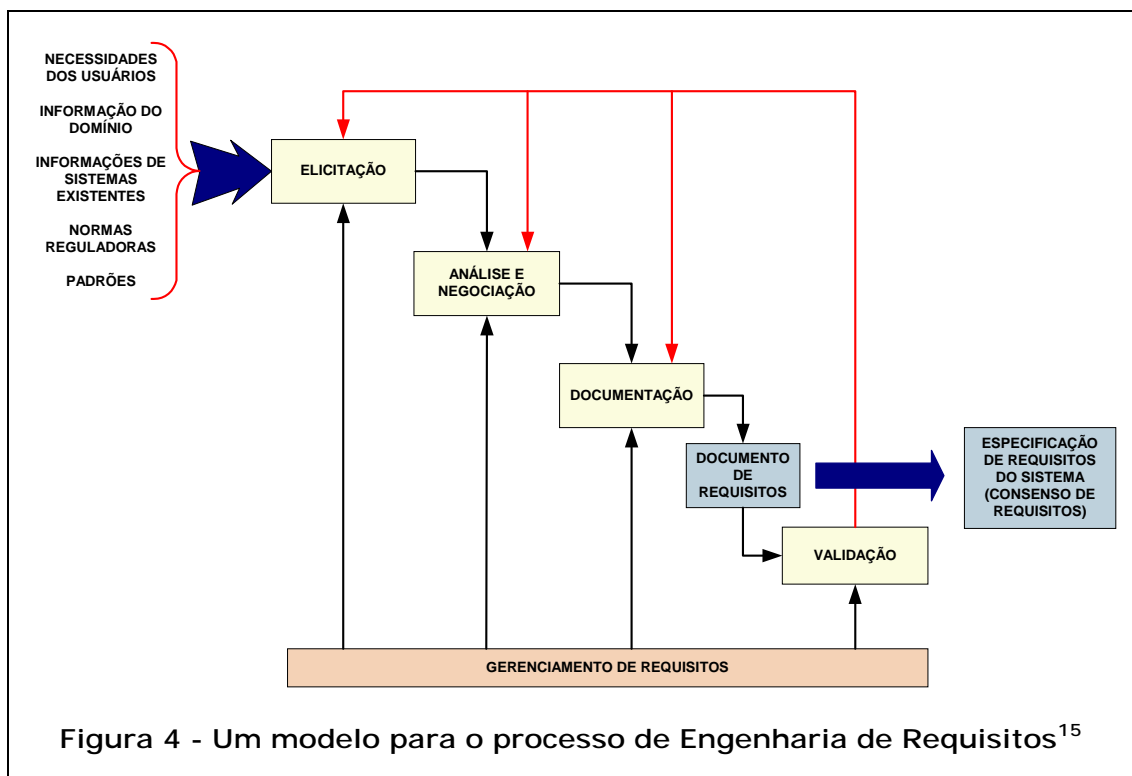 NECESSIDADES
DOS USUÁRIOS
INFORMAÇÃO DO
DOMÍNIO
INFORMAÇÕES DE
SISTEMAS
EXISTENTES
NORMAS
REGULADORAS
PADRÕES
ELICITAÇÃO
ANÁLISE E
NEGOCIAÇÃO
DOCUMENTAÇÃO
DOCUMENTO
DE
REQUISITOS
ESPECIFICAÇÃO
DE REQUISITOS
DO SISTEMA
(CONSENSO DE
REQUISITOS)
VALIDAÇÃO
GERENCIAMENTO DE REQUISITOS
Figura 4 - Um modelo para o processo de Engenharia de Requisitos15